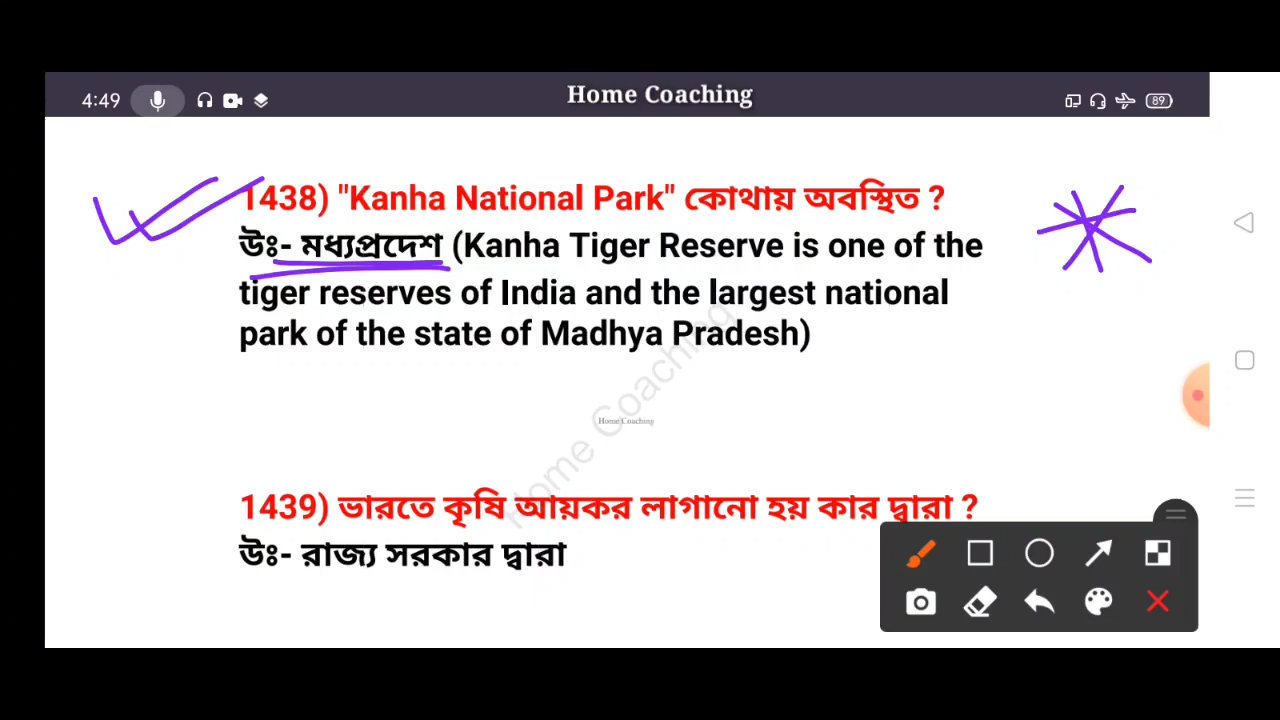 4:49
Home Coaching
89
1438) "Kanha National Park" কোথায় অবস্থিত ?
উঃ- মধ্যপ্রদেশ (Kanha Tiger Reserve is one of the
tiger reserves of India and the largest national
park of the state of Madhya Pradesh)
Home Coaching
Home Coaching
1439) ভারতে কৃষি আয়কর লাগানো হয় কার দ্বারা ?
উঃ- রাজ্য সরকার দ্বারা